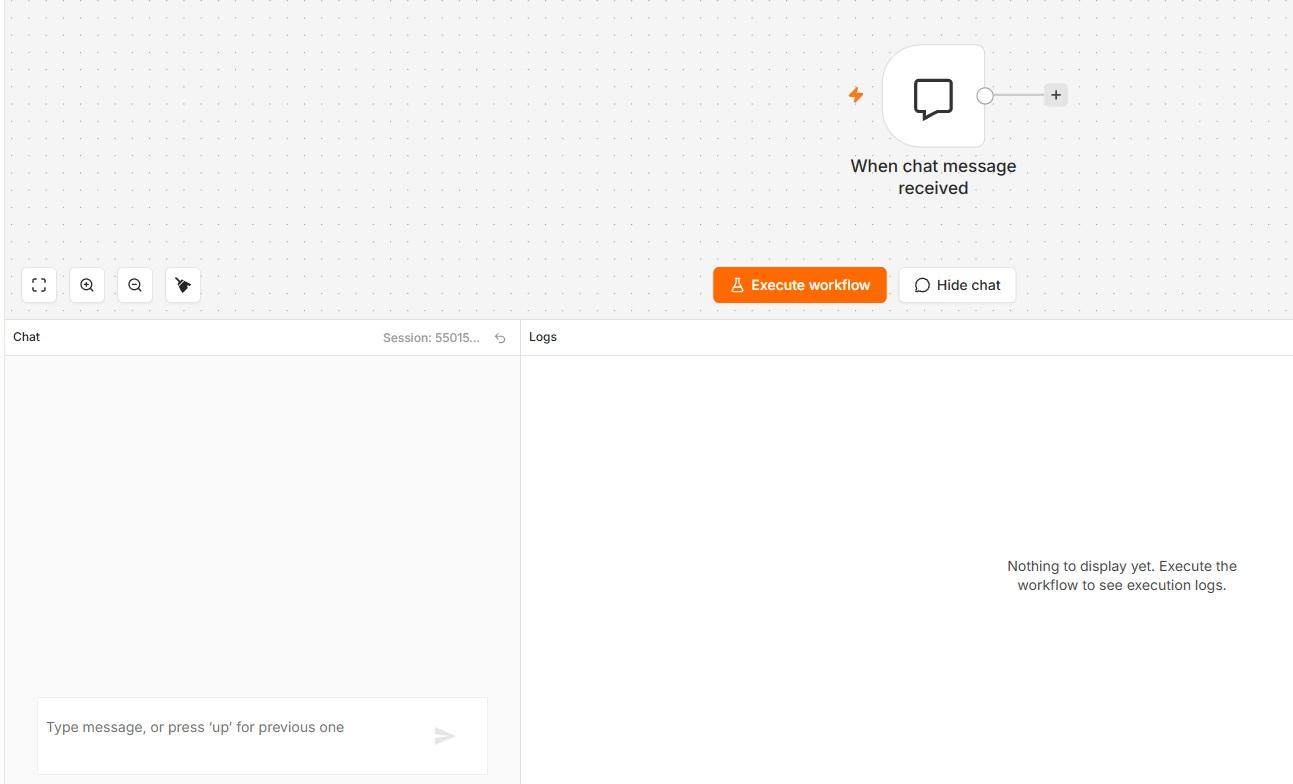 When chat message
received
Execute workflow
Hide chat
Chat
Session: 55015...
Logs
Nothing to display yet. Execute the
workflow to see execution logs.
Type message, or press ‘up’ for previous one